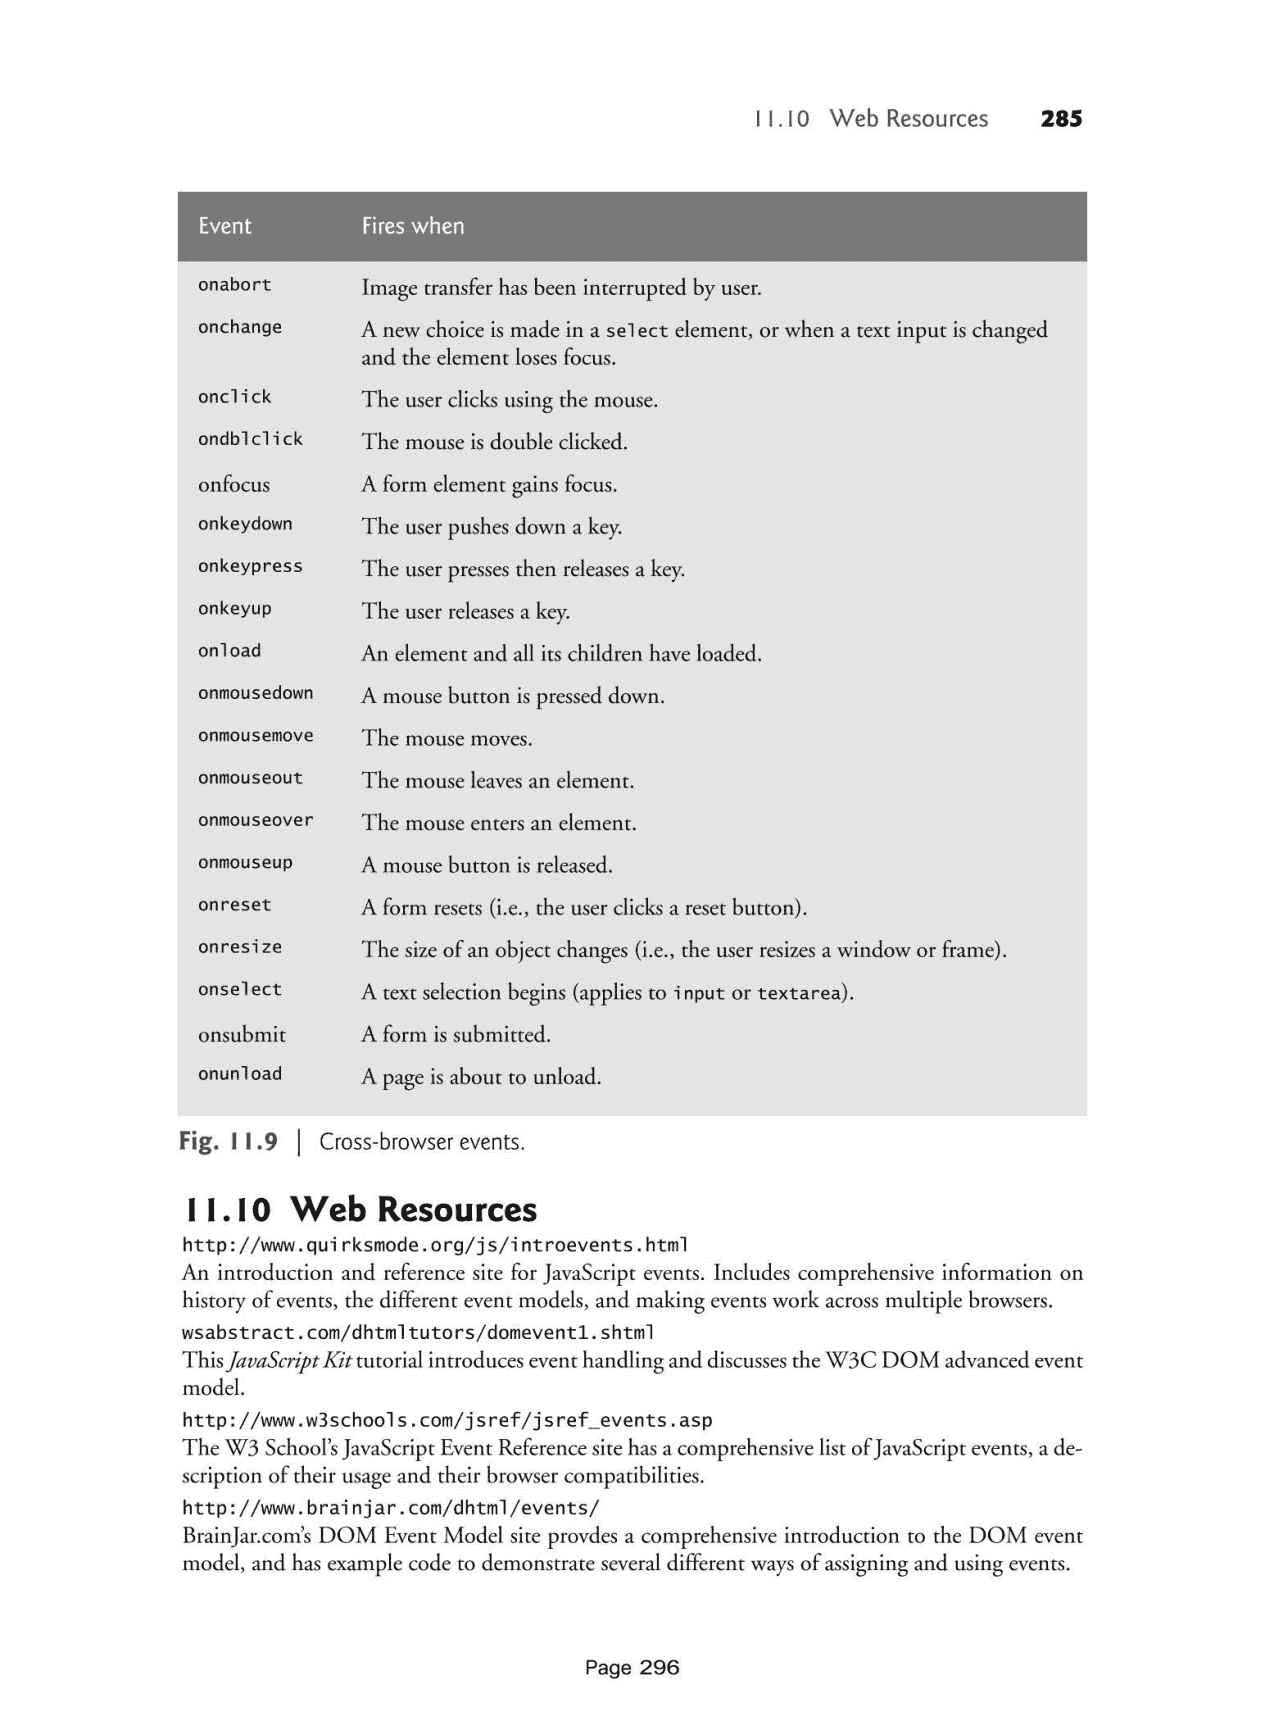 11.10 Web Resources 285
Event Fires when
onabort Image transfer has been interrupted by user.
onchange A new choice is made in a select element, or when a text input is changed
and the element loses focus.
onclick The user clicks using the mouse.
ondblclick The mouse is double clicked.
onfocus A form element gains focus.
onkeydown The user pushes down a key.
onkeypress The user presses then releases a key.
onkeyup The user releases a key.
onload An element and all its children have loaded.
onmousedown A mouse button is pressed down.
onmousemove The mouse moves.
onmouseout The mouse leaves an element.
onmouseover The mouse enters an element.
onmouseup A mouse button is released.
onreset A form resets (i.e., the user clicks a reset button).
onresize The size of an object changes (i.e., the user resizes a window or frame).
onselect A text selection begins (applies to input or textarea).
onsubmit A form is submitted.
onunload A page is about to unload.
Fig. 11.9 | Cross-browser events.
11.10 Web Resources
http://www.quirksmode.org/js/introevents.html
An introduction and reference site for JavaScript events. Includes comprehensive information on
history of events, the different event models, and making events work across multiple browsers.
wsabstract.com/dhtmltutors/domevent1.shtml
This JavaScript Kit tutorial introduces event handling and discusses the W3C DOM advanced event
model.
http://www.w3schools.com/jsref/jsref_events.asp
The W3 School's JavaScript Event Reference site has a comprehensive list of JavaScript events, a de-
scription of their usage and their browser compatibilities.
http://www.brainjar.com/dhtml/events/
BrainJar.com's DOM Event Model site provdes a comprehensive introduction to the DOM event
model, and has example code to demonstrate several different ways of assigning and using events.
Page 296